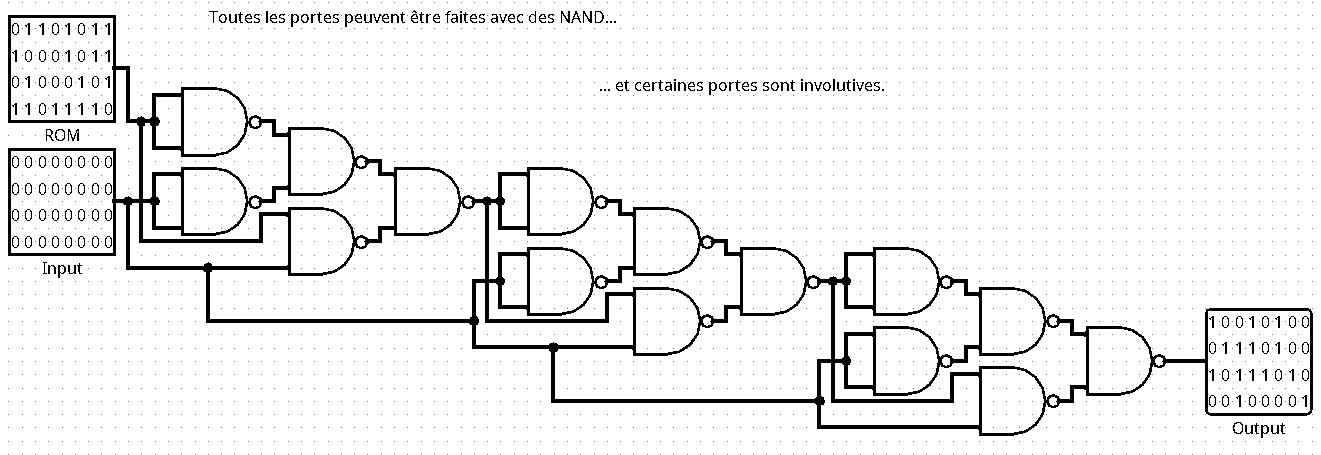 Toutes les portes peuvent être faites avec des NAND...
0 1 1 0 1 0 1 1
1 0 0 0 1 0 1 1
0 1 0 0 0 1 0 1
1 1 0 1 1 1 1 0
ROM
... et certaines portes sont involutives.
0 0 0 0 0 0 0 0
0 0 0 0 0 0 0 0
0 0 0 0 0 0 0 0
0 0 0 0 0 0 0 0
Input
1 0 0 1 0 1 0 0
0 1 1 1 0 1 0 0
1 0 1 1 1 0 1 0
0 0 1 0 0 0 0 1
Output